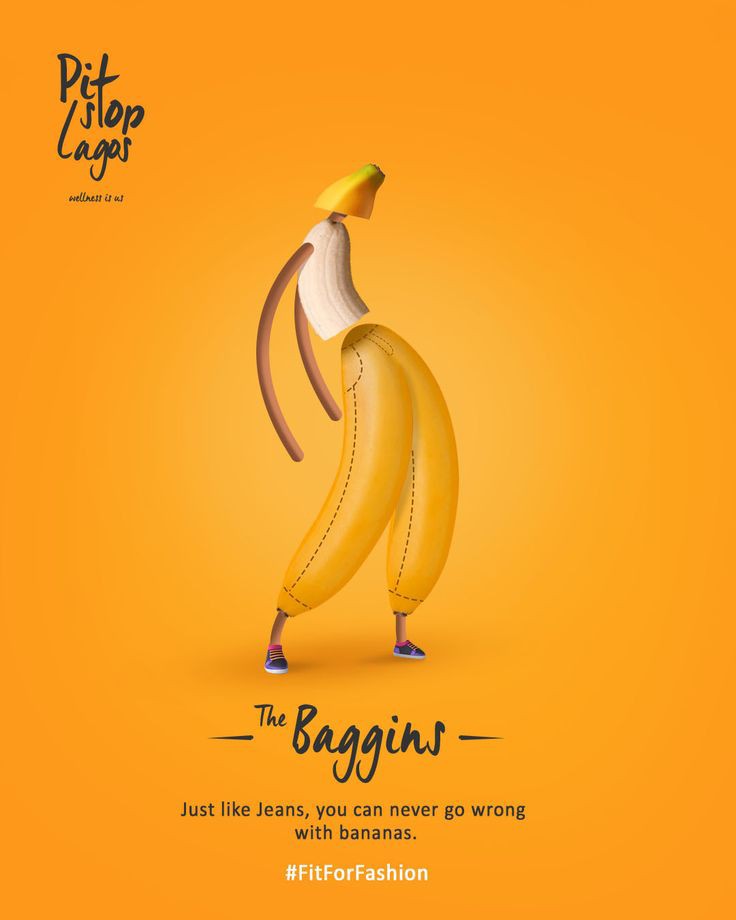 Pit
stop
Lagos
wellness is us
The Baggins
Just like Jeans, you can never go wrong
with bananas.
#FitForFashion